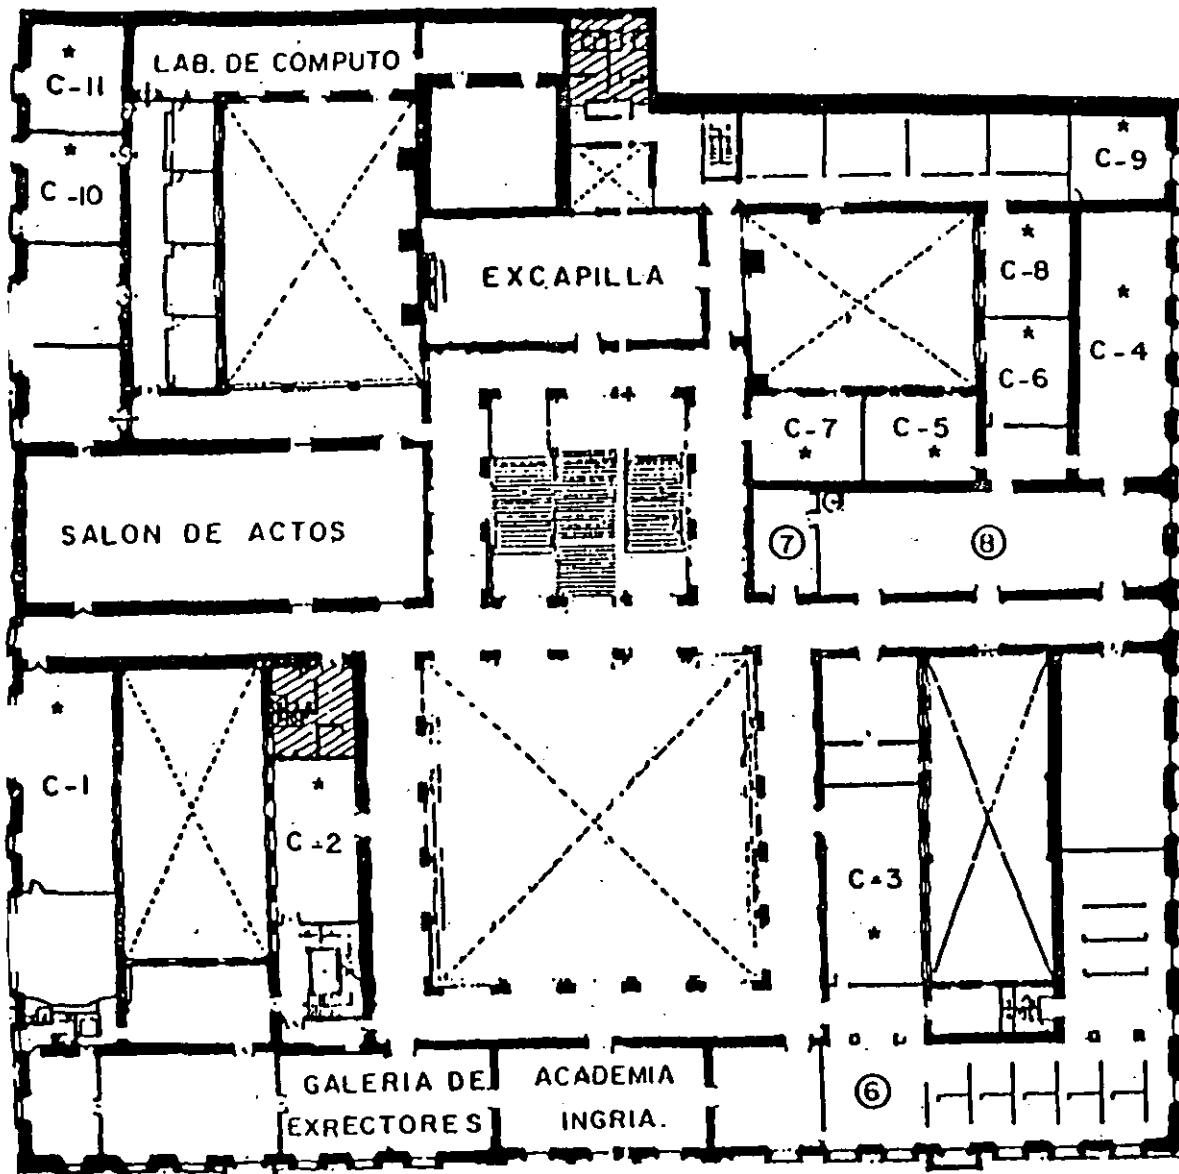 LAB. DE COMPUTO
*
C-11
*
C-10
*
C-9
EXCAPILLA
*
C-8
*
C-4
*
C-6
C-7
*
C-5
*
SALON DE ACTOS
7
8
*
C-1
*
C-2
C-3
*
GALERIA DE
EXRECTORES
ACADEMIA
INGRIA.
6